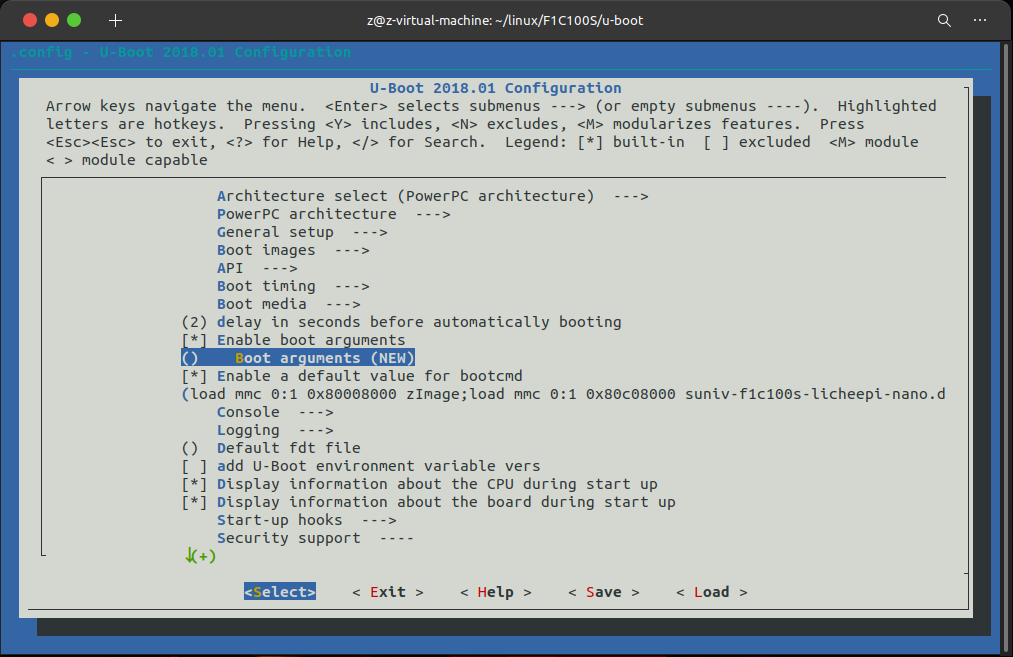 z@z-virtual-machine: ~/linux/F1C100S/u-boot
.config - U-Boot 2018.01 Configuration
U-Boot 2018.01 Configuration
Arrow keys navigate the menu.  <Enter> selects submenus ---> (or empty submenus ----).  Highlighted
letters are hotkeys.  Pressing <Y> includes, <N> excludes, <M> modularizes features.  Press
<Esc><Esc> to exit, <?> for Help, </> for Search.  Legend: [*] built-in  [ ] excluded  <M> module
< > module capable
Architecture select (PowerPC architecture)  --->
PowerPC architecture  --->
General setup  --->
Boot images  --->
API  --->
Boot timing  --->
Boot media  --->
(2) delay in seconds before automatically booting
[*] Enable boot arguments
()    Boot arguments (NEW)
[*] Enable a default value for bootcmd
(load mmc 0:1 0x80008000 zImage;load mmc 0:1 0x80c08000 suniv-f1c100s-licheepi-nano.d
Console  --->
Logging  --->
()  Default fdt file
[ ] add U-Boot environment variable vers
[*] Display information about the CPU during start up
[*] Display information about the board during start up
Start-up hooks  --->
Security support  ----
↓(+)
<Select>    < Exit >    < Help >    < Save >    < Load >